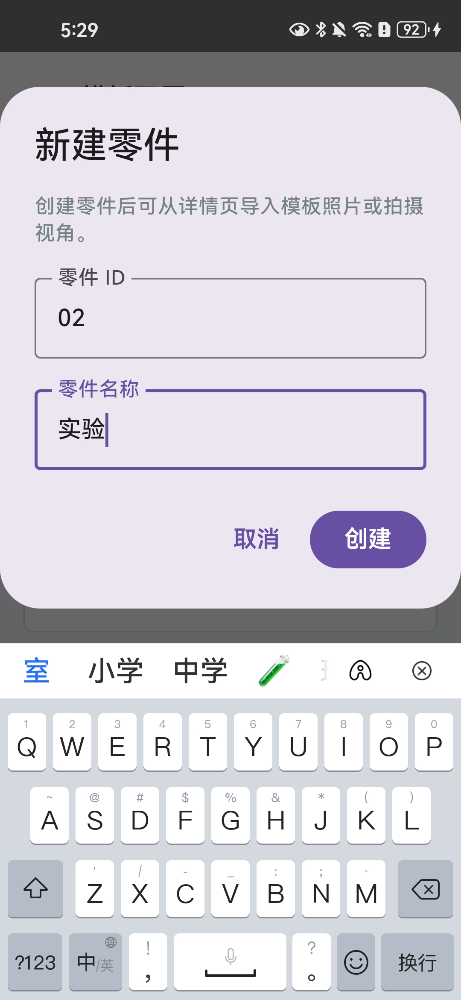 5:29
92
新建零件
创建零件后可从详情页导入模板照片或拍摄
视角。
零件 ID
02
零件名称
实验
取消 创建
室 小学 中学
1 2 3 4 5 6 7 8 9 0
Q W E R T Y U I O P
~ @ # $ % & * ( )
A S D F G H J K L
' / - _ : ; 、
Z X C V B N M
! ?
?123 中/英 , 。 换行